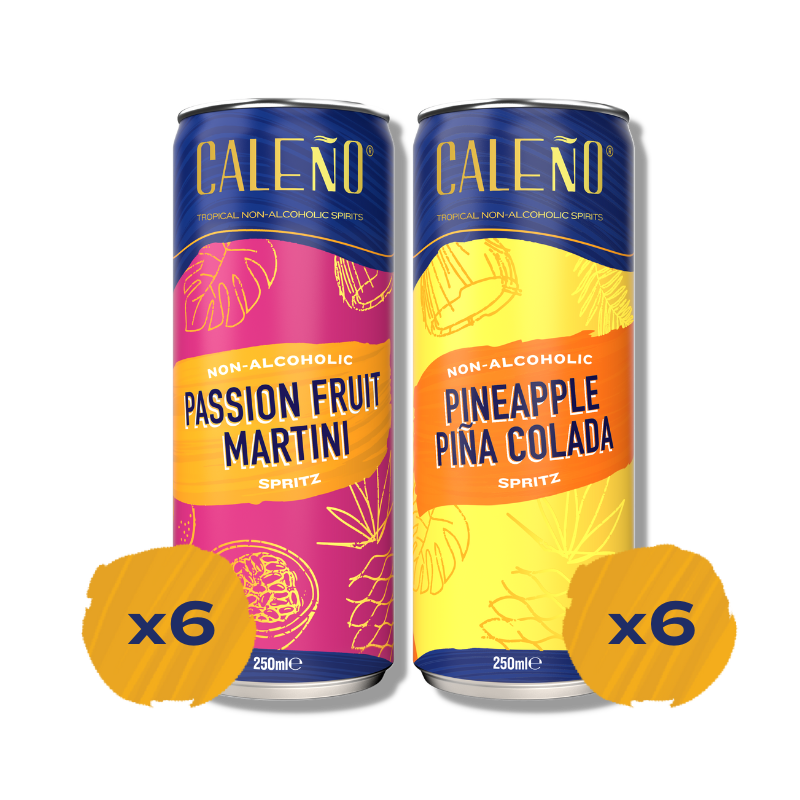 CALEÑO®
TROPICAL NON-ALCOHOLIC SPIRITS
NON-ALCOHOLIC
PASSION FRUIT
MARTINI
SPRITZ
250ml℮
x6
CALEÑO®
TROPICAL NON-ALCOHOLIC SPIRITS
NON-ALCOHOLIC
PINEAPPLE
PIÑA COLADA
SPRITZ
250ml℮
x6